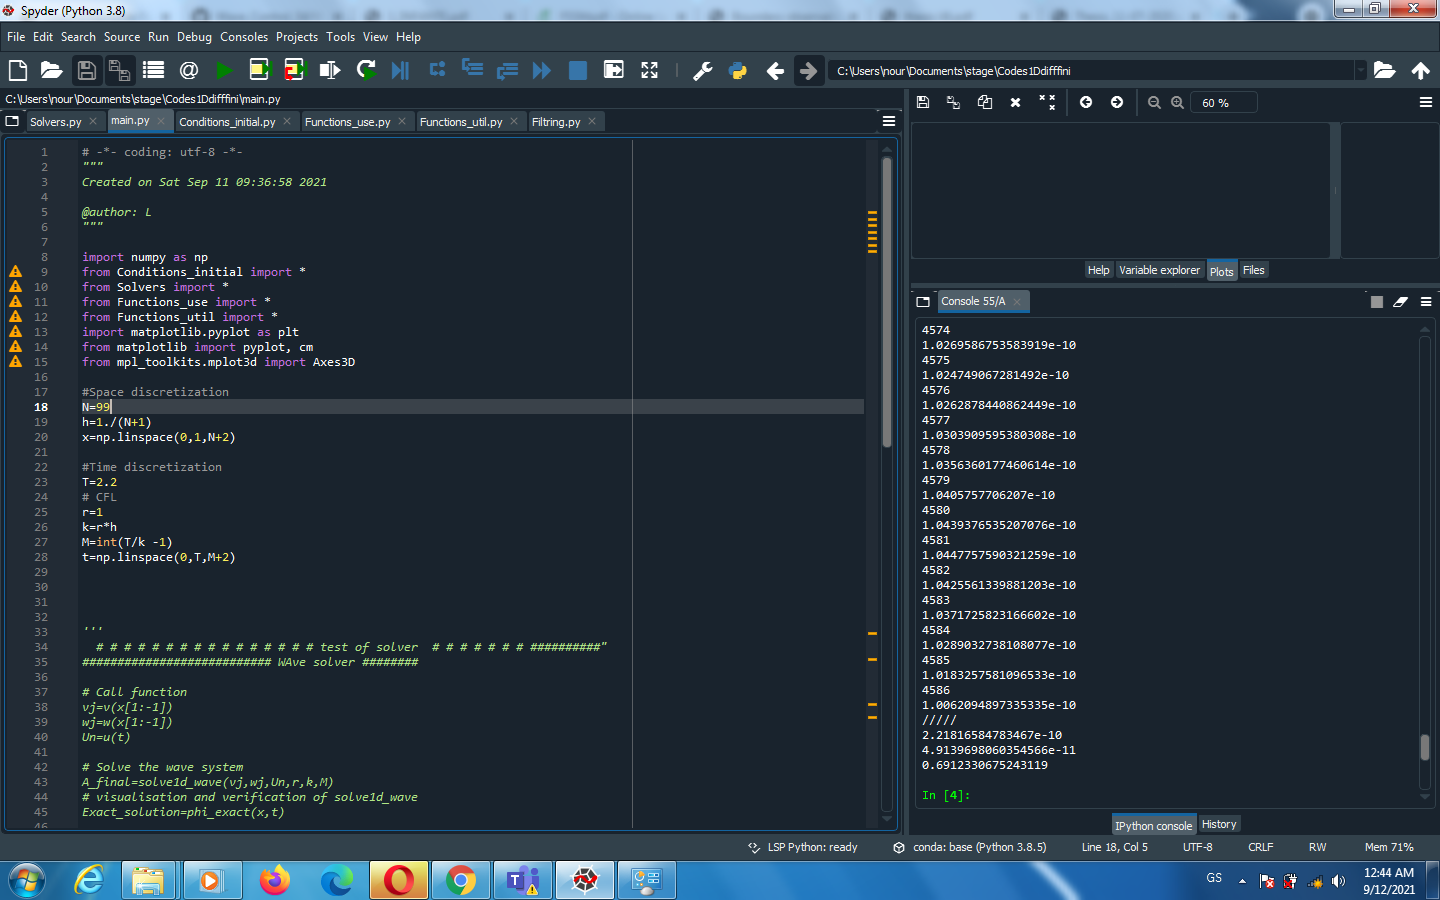 Spyder (Python 3.8)
File Edit Search Source Run Debug Consoles Projects Tools View Help
C:\Users\nour\Documents\stage\Codes1Ddifffini
C:\Users\nour\Documents\stage\Codes1Ddifffini\main.py
Solvers.py main.py Conditions_initial.py Functions_use.py Functions_util.py Filtring.py
1 # -*- coding: utf-8 -*-
2 """
3 Created on Sat Sep 11 09:36:58 2021
4
5 @author: L
6 """
7
8 import numpy as np
9 from Conditions_initial import *
10 from Solvers import *
11 from Functions_use import *
12 from Functions_util import *
13 import matplotlib.pyplot as plt
14 from matplotlib import pyplot, cm
15 from mpl_toolkits.mplot3d import Axes3D
16
17 #Space discretization
18 N=99
19 h=1./(N+1)
20 x=np.linspace(0,1,N+2)
21
22 #Time discretization
23 T=2.2
24 # CFL
25 r=1
26 k=r*h
27 M=int(T/k -1)
28 t=np.linspace(0,T,M+2)
29
30
31
32
33 '''
34 # # # # # # # # # # # # # # # # test of solver # # # # # # # ##########"
35 ########################### WAve solver ########
36
37 # Call function
38 vj=v(x[1:-1])
39 wj=w(x[1:-1])
40 Un=u(t)
41
42 # Solve the wave system
43 A_final=solve1d_wave(vj,wj,Un,r,k,M)
44 # visualisation and verification of solve1d_wave
45 Exact_solution=phi_exact(x,t)
46
60 %
Help Variable explorer Plots Files
Console 55/A
4574
1.0269586753583919e-10
4575
1.024749067281492e-10
4576
1.0262878440862449e-10
4577
1.0303909595380308e-10
4578
1.0356360177460614e-10
4579
1.0405757706207e-10
4580
1.0439376535207076e-10
4581
1.0447757590321259e-10
4582
1.0425561339881203e-10
4583
1.0371725823166602e-10
4584
1.0289032738108077e-10
4585
1.0183257581096533e-10
4586
1.0062094897335335e-10
/////
2.21816584783467e-10
4.9139698060354566e-11
0.6912330675243119
In [4]:
IPython console History
LSP Python: ready conda: base (Python 3.8.5) Line 18, Col 5 UTF-8 CRLF RW Mem 71%
GS
12:44 AM
9/12/2021